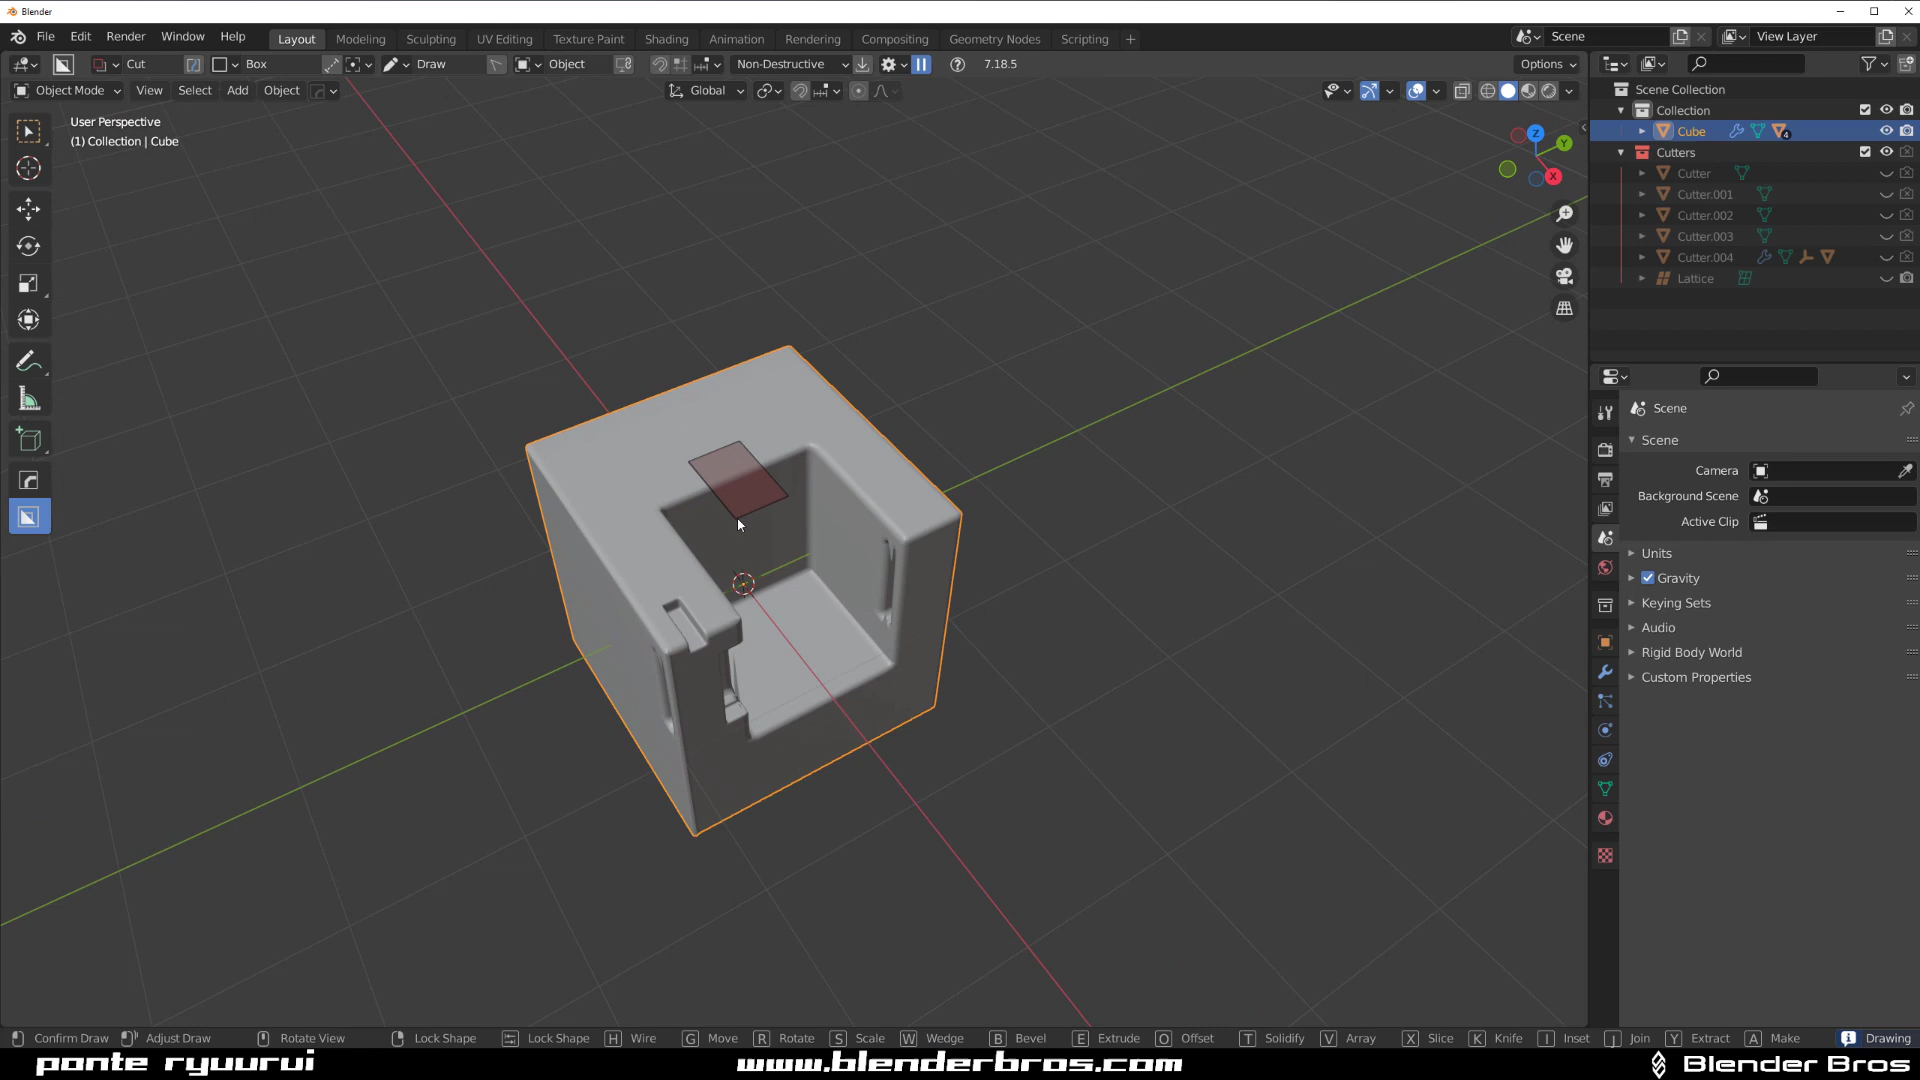 Blender
File Edit Render Window Help Layout Modeling Sculpting UV Editing Texture Paint Shading Animation Rendering Compositing Geometry Nodes Scripting + Scene View Layer
Cut Box Draw Object Non-Destructive 7.18.5 Options
Object Mode View Select Add Object Global
User Perspective
(1) Collection | Cube
Z
Y
X
Scene Collection
Collection
Cube 4
Cutters
Cutter
Cutter.001
Cutter.002
Cutter.003
Cutter.004
Lattice
Scene
Scene
Camera
Background Scene
Active Clip
Units
Gravity
Keying Sets
Audio
Rigid Body World
Custom Properties
Confirm Draw Adjust Draw Rotate View Lock Shape Lock Shape H Wire G Move R Rotate S Scale W Wedge B Bevel E Extrude O Offset T Solidify V Array X Slice K Knife I Inset J Join Y Extract A Make Drawing
ponte ryuurui www.blenderbros.com Blender Bros